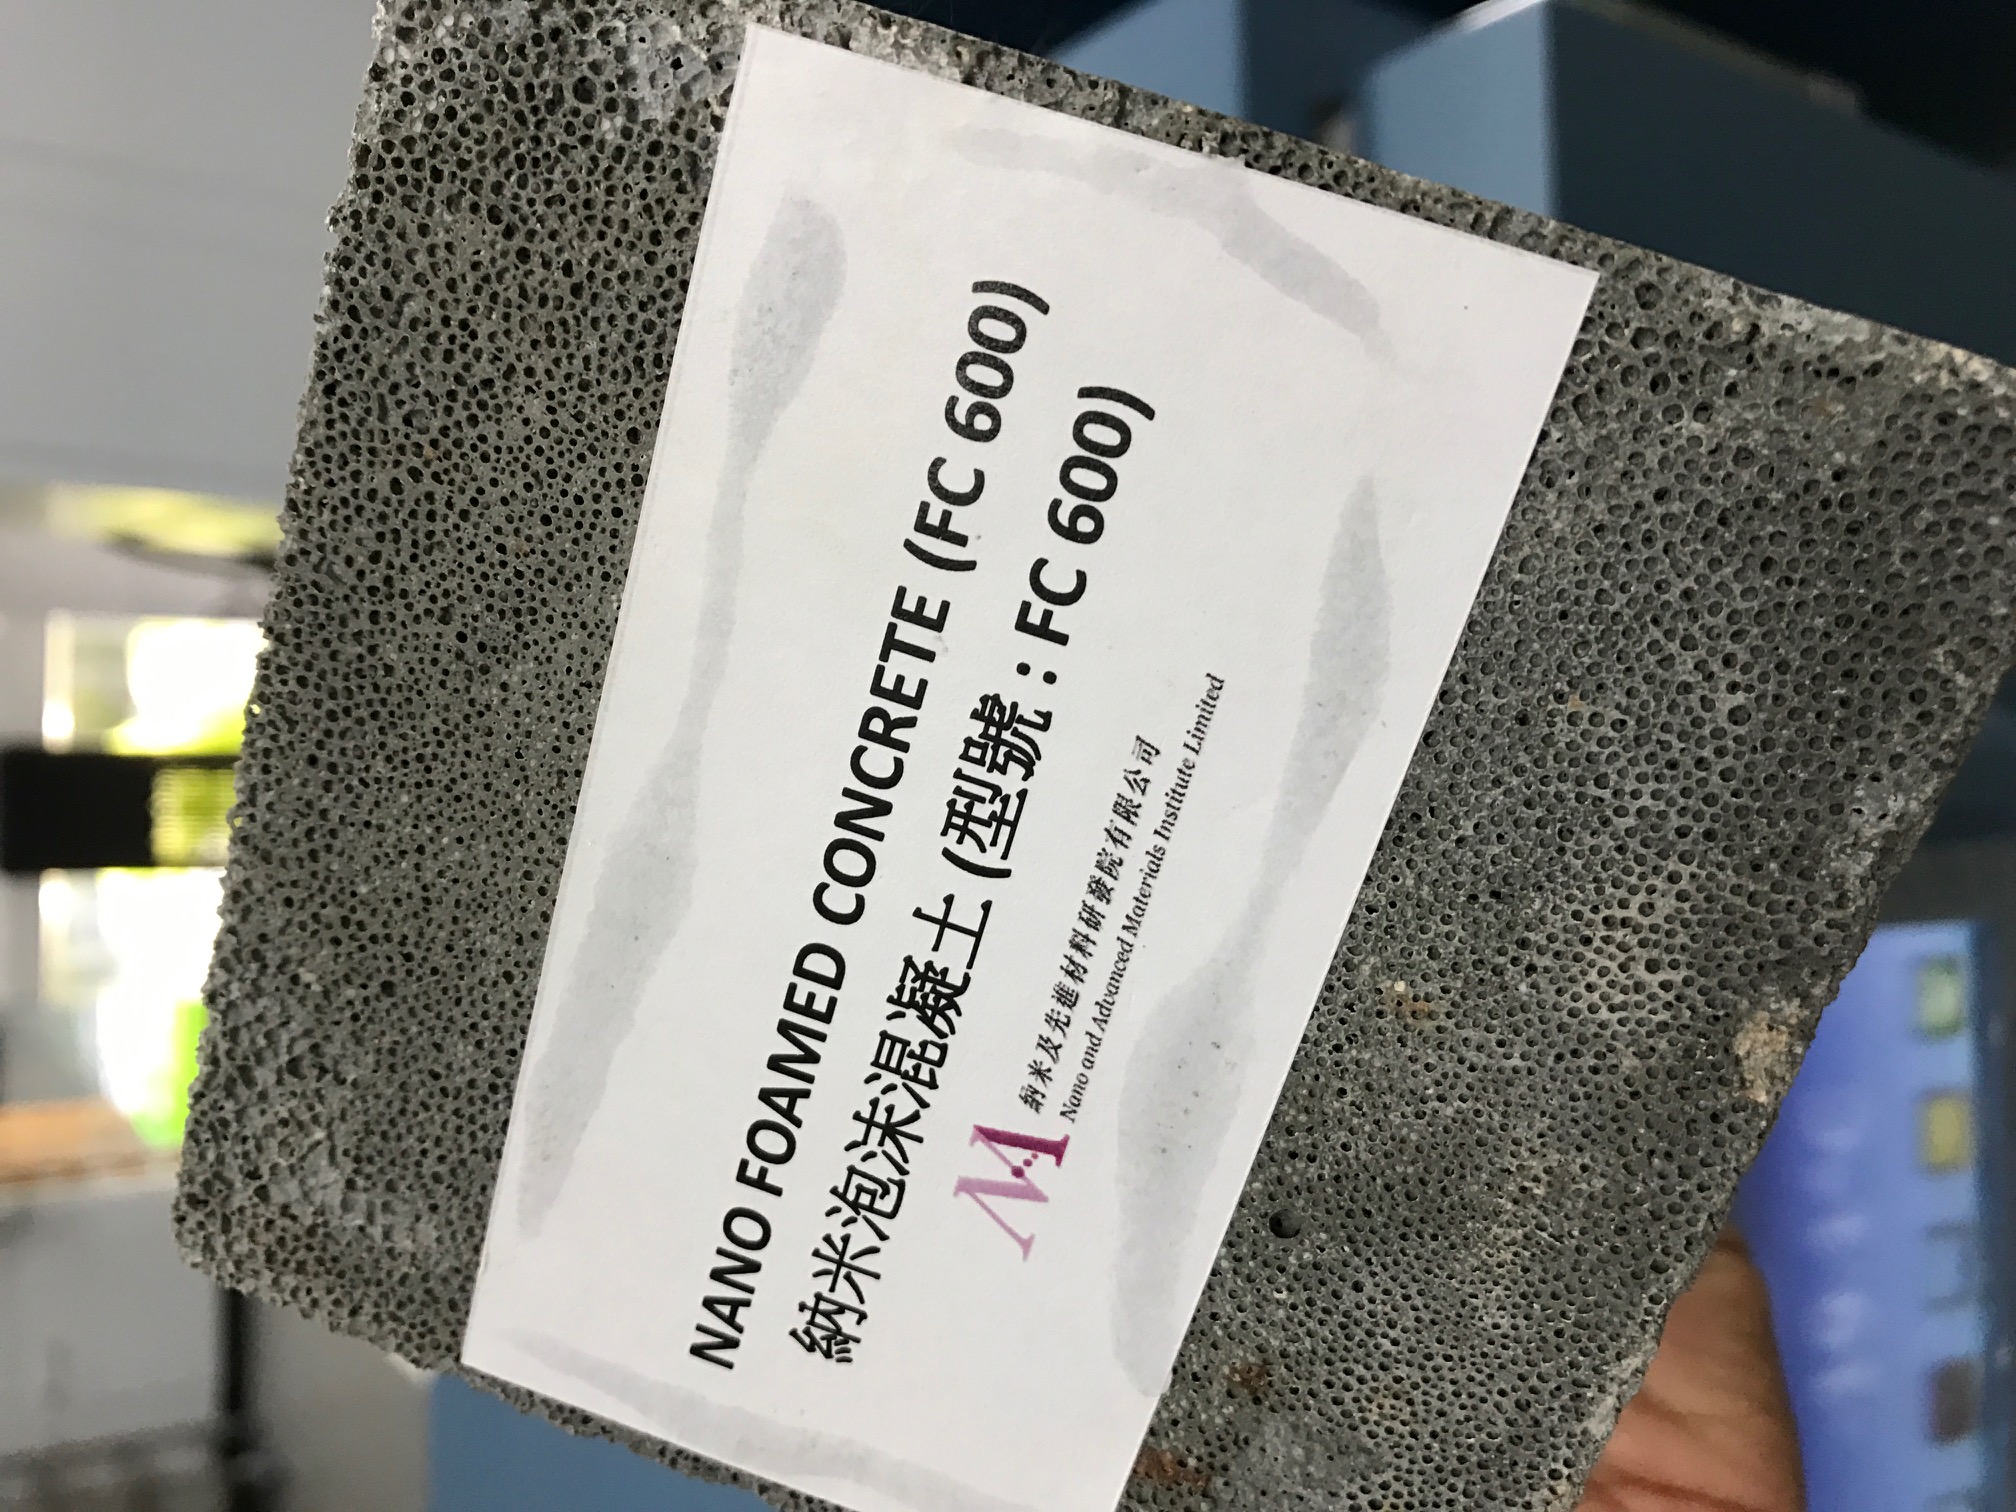 NANO FOAMED CONCRETE (FC 600)
納米泡沫混凝土 (型號 : FC 600)
納米及先進材料研發院有限公司
Nano and Advanced Materials Institute Limited